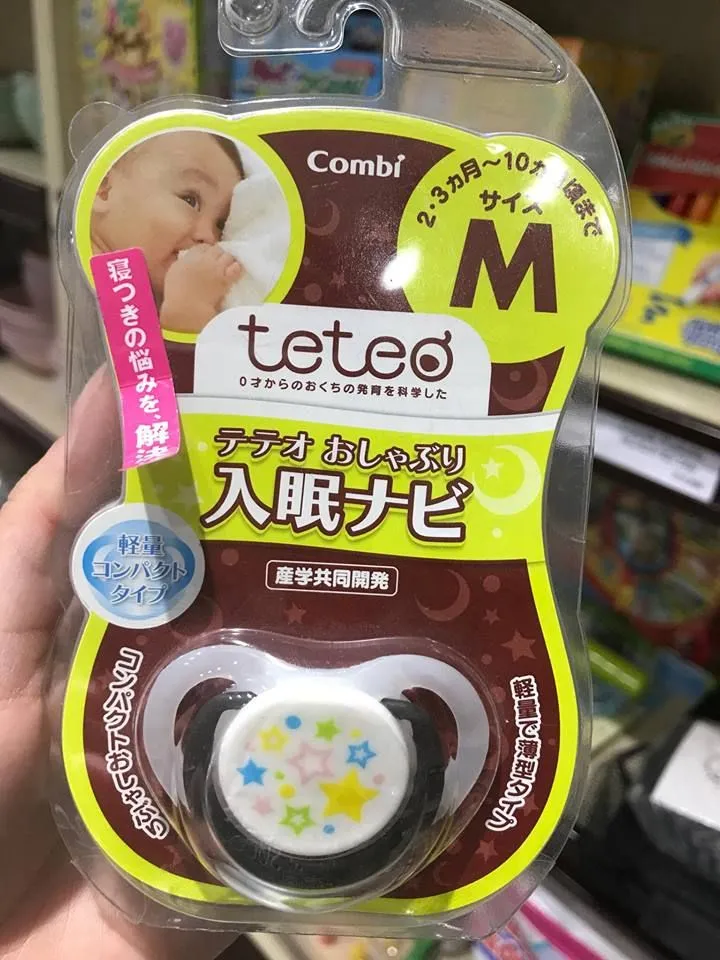 Combi
2・3ヵ月～10ヵ月頃まで
サイズ
M
寝つきの悩みを、解決
teteo
0才からのおくちの発育を科学した
テテオ おしゃぶり
入眠ナビ
産学共同開発
軽量
コンパクト
タイプ
コンパクトおしゃぶり
軽量で薄型タイプ